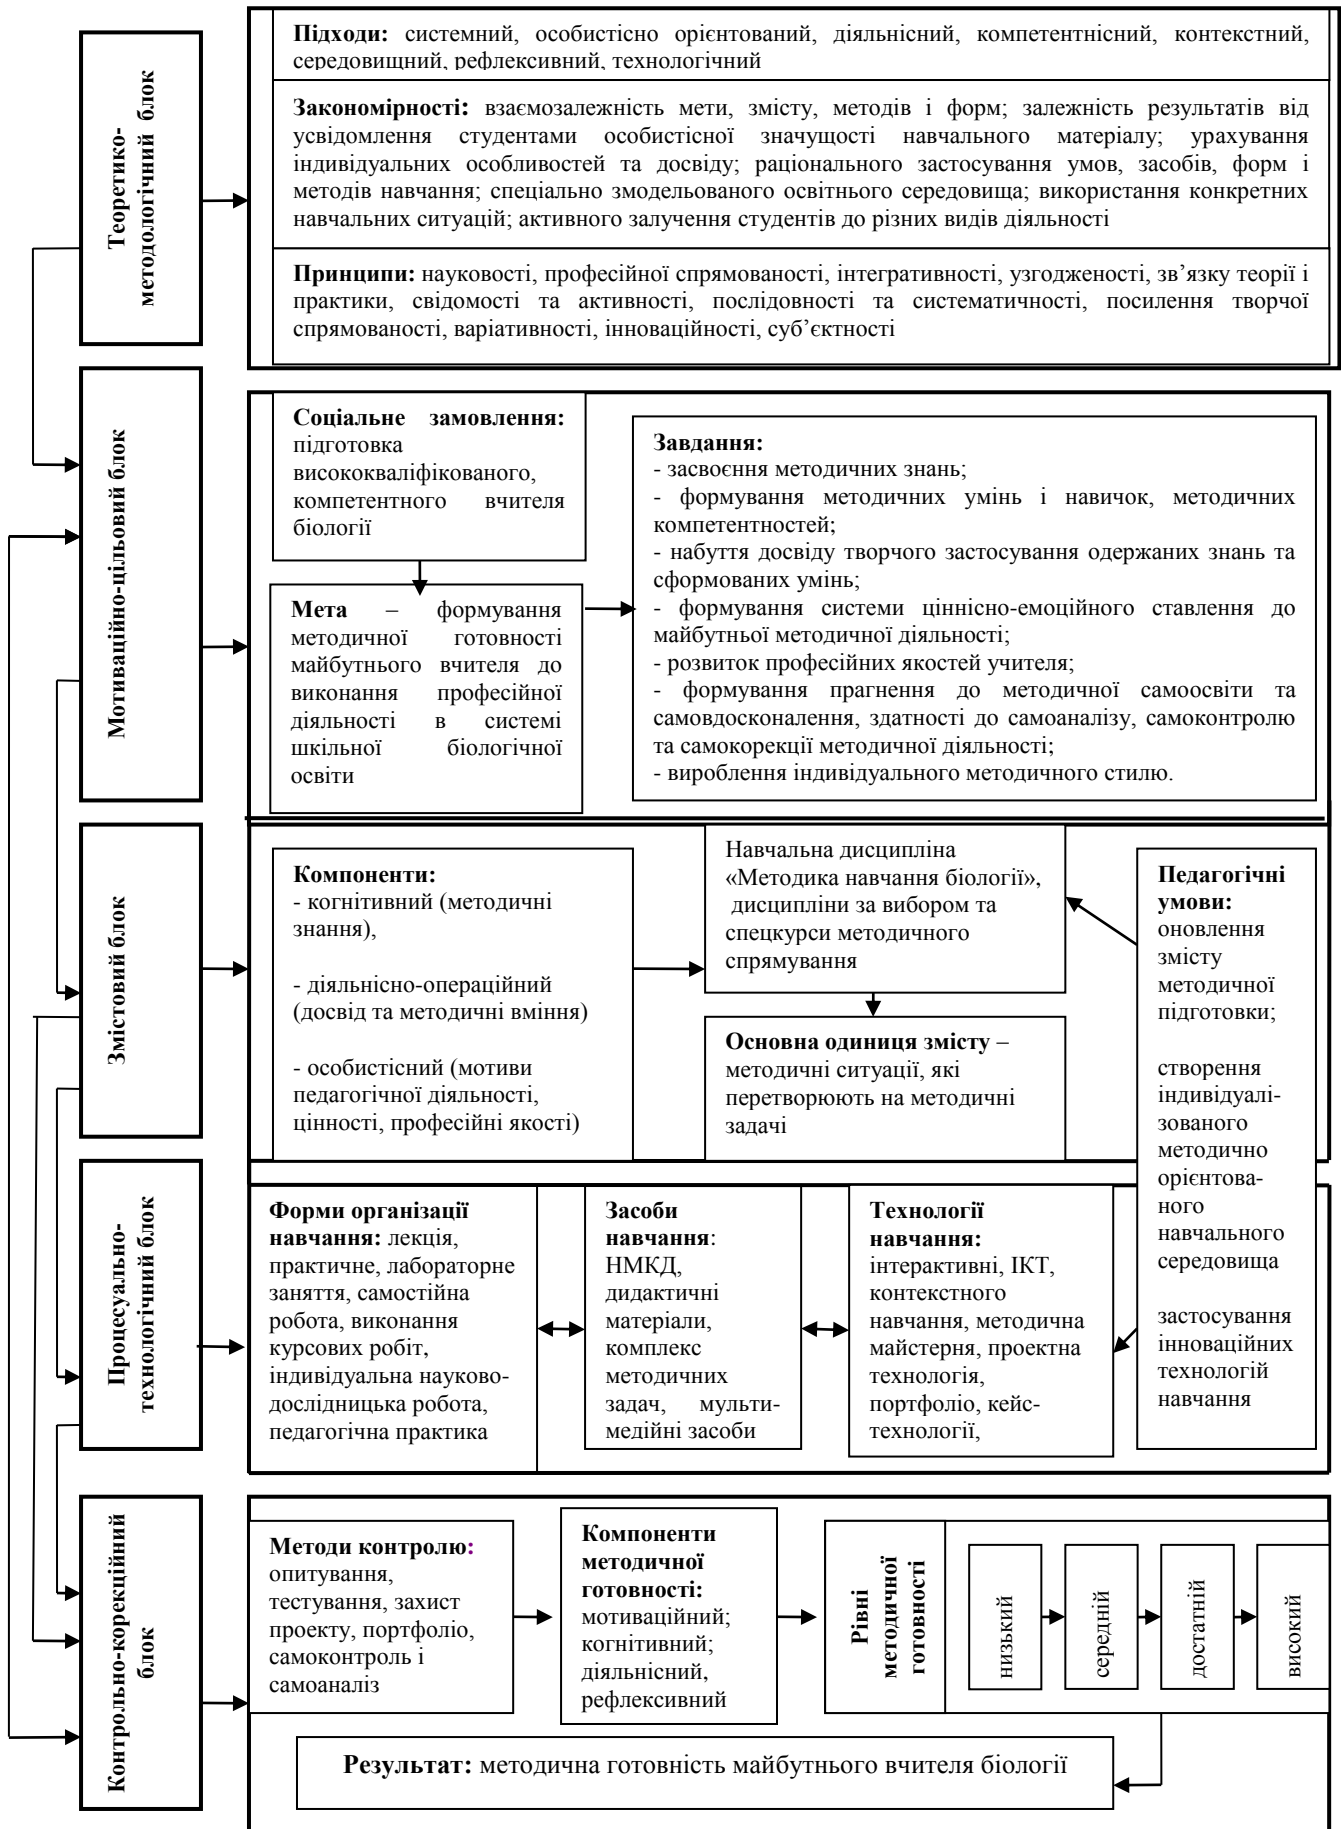 Теоретико-
методологічний блок
Підходи: системний, особистісно орієнтований, діяльнісний, компетентнісний, контекстний,
середовищний, рефлексивний, технологічний
Закономірності: взаємозалежність мети, змісту, методів і форм; залежність результатів від
усвідомлення студентами особистісної значущості навчального матеріалу; урахування
індивідуальних особливостей та досвіду; раціонального застосування умов, засобів, форм і
методів навчання; спеціально змодельованого освітнього середовища; використання конкретних
навчальних ситуацій; активного залучення студентів до різних видів діяльності
Принципи: науковості, професійної спрямованості, інтегративності, узгодженості, зв’язку теорії і
практики, свідомості та активності, послідовності та систематичності, посилення творчої
спрямованості, варіативності, інноваційності, суб’єктності
Мотиваційно-цільовий блок
Соціальне замовлення:
підготовка
висококваліфікованого,
компетентного вчителя
біології
Мета – формування
методичної готовності
майбутнього вчителя до
виконання професійної
діяльності в системі
шкільної біологічної
освіти
Завдання:
- засвоєння методичних знань;
- формування методичних умінь і навичок, методичних
компетентностей;
- набуття досвіду творчого застосування одержаних знань та
сформованих умінь;
- формування системи ціннісно-емоційного ставлення до
майбутньої методичної діяльності;
- розвиток професійних якостей учителя;
- формування прагнення до методичної самоосвіти та
самовдосконалення, здатності до самоаналізу, самоконтролю
та самокорекції методичної діяльності;
- вироблення індивідуального методичного стилю.
Змістовий блок
Компоненти:
- когнітивний (методичні
знання),
- діяльнісно-операційний
(досвід та методичні вміння)
- особистісний (мотиви
педагогічної діяльності,
цінності, професійні якості)
Навчальна дисципліна
«Методика навчання біології»,
дисципліни за вибором та
спецкурси методичного
спрямування
Основна одиниця змісту –
методичні ситуації, які
перетворюють на методичні
задачі
Педагогічні
умови:
оновлення
змісту
методичної
підготовки;
створення
індивідуалі-
зованого
методично
орієнтова-
ного
навчального
середовища
застосування
інноваційних
технологій
навчання
Процесуально-
технологічний блок
Форми організації
навчання: лекція,
практичне, лабораторне
заняття, самостійна
робота, виконання
курсових робіт,
індивідуальна науково-
дослідницька робота,
педагогічна практика
Засоби
навчання:
НМКД,
дидактичні
матеріали,
комплекс
методичних
задач, мульти-
медійні засоби
Технології
навчання:
інтерактивні, ІКТ,
контекстного
навчання, методична
майстерня, проектна
технологія,
портфоліо, кейс-
технології,
Контрольно-корекційний
блок
Методи контролю:
опитування,
тестування, захист
проекту, портфоліо,
самоконтроль і
самоаналіз
Компоненти
методичної
готовності:
мотиваційний;
когнітивний;
діяльнісний,
рефлексивний
Рівні
методичної
готовності
низький
середній
достатній
високий
Результат: методична готовність майбутнього вчителя біології